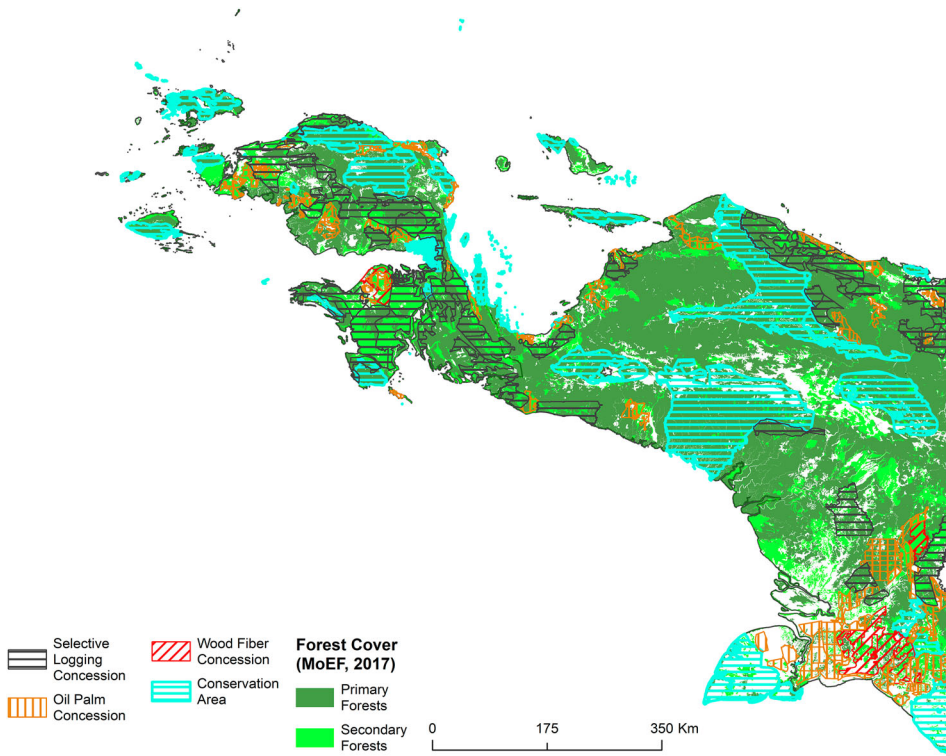 Selective
Logging
Concession
Oil Palm
Concession
Wood Fiber
Concession
Conservation
Area
Forest Cover
(MoEF, 2017)
Primary
Forests
Secondary
Forests
0 175 350 Km